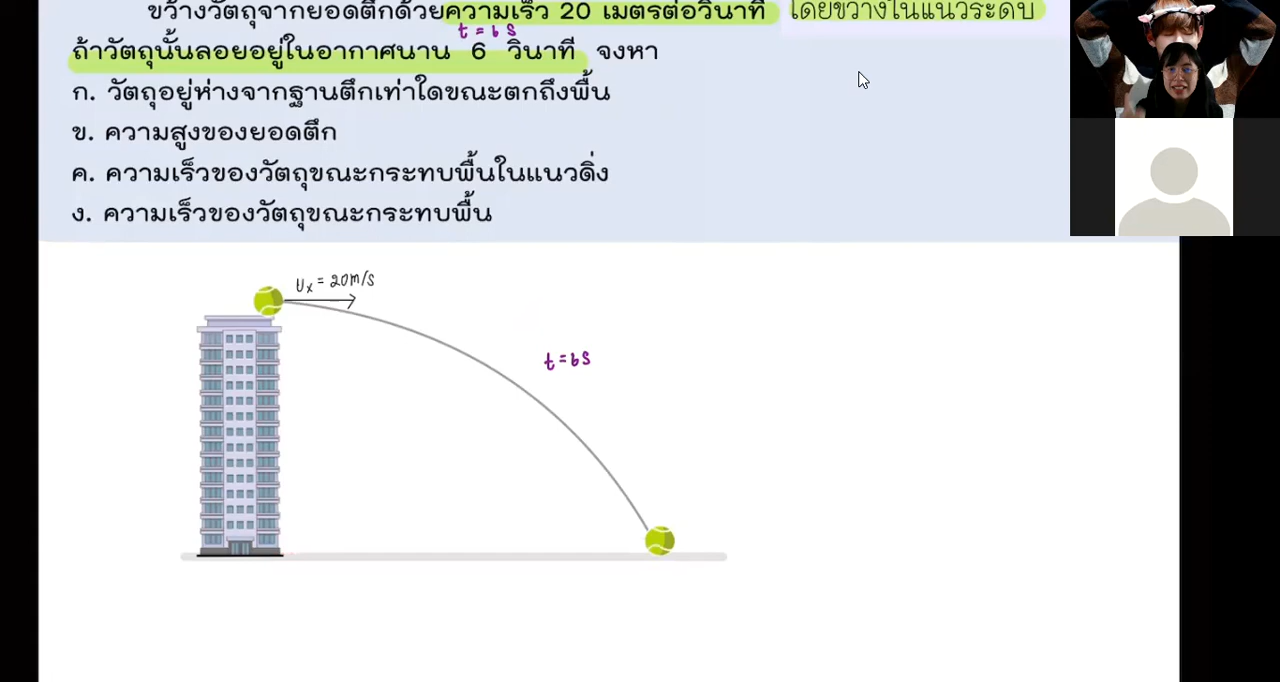 ขว้างวัตถุจากยอดตึกด้วยความเร็ว 20 เมตรต่อวินาที โดยขว้างในแนวระดับ
t = 6 s
ถ้าวัตถุนั้นลอยอยู่ในอากาศนาน 6 วินาที จงหา
ก. วัตถุอยู่ห่างจากฐานตึกเท่าใดขณะตกถึงพื้น
ข. ความสูงของยอดตึก
ค. ความเร็วของวัตถุขณะกระทบพื้นในแนวดิ่ง
ง. ความเร็วของวัตถุขณะกระทบพื้น
Ux = 20m/s
t = 6s